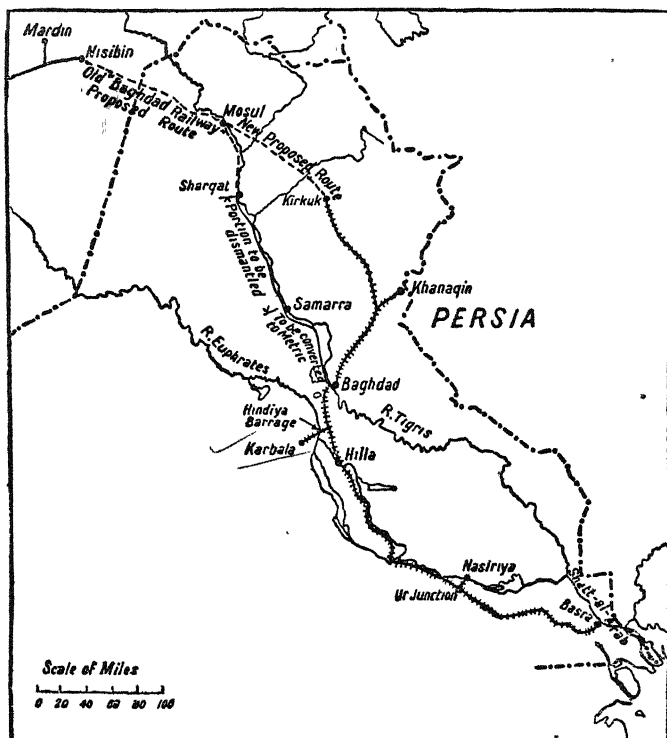 Mardin
Nisibin
Old Baghdad Railway
Proposed Route
Mosul
New Proposed Route
Sharqat
Kirkuk
Portion to be
dismantled
Khanaqin
Samarra
PERSIA
To be converted
to Metric
R. Euphrates
Baghdad
R. Tigris
Hindiya
Barrage
Karbala
Hilla
Nasiriya
Ur Junction
Shatt-al-Arab
Basra
Scale of Miles
0 20 40 60 80 100